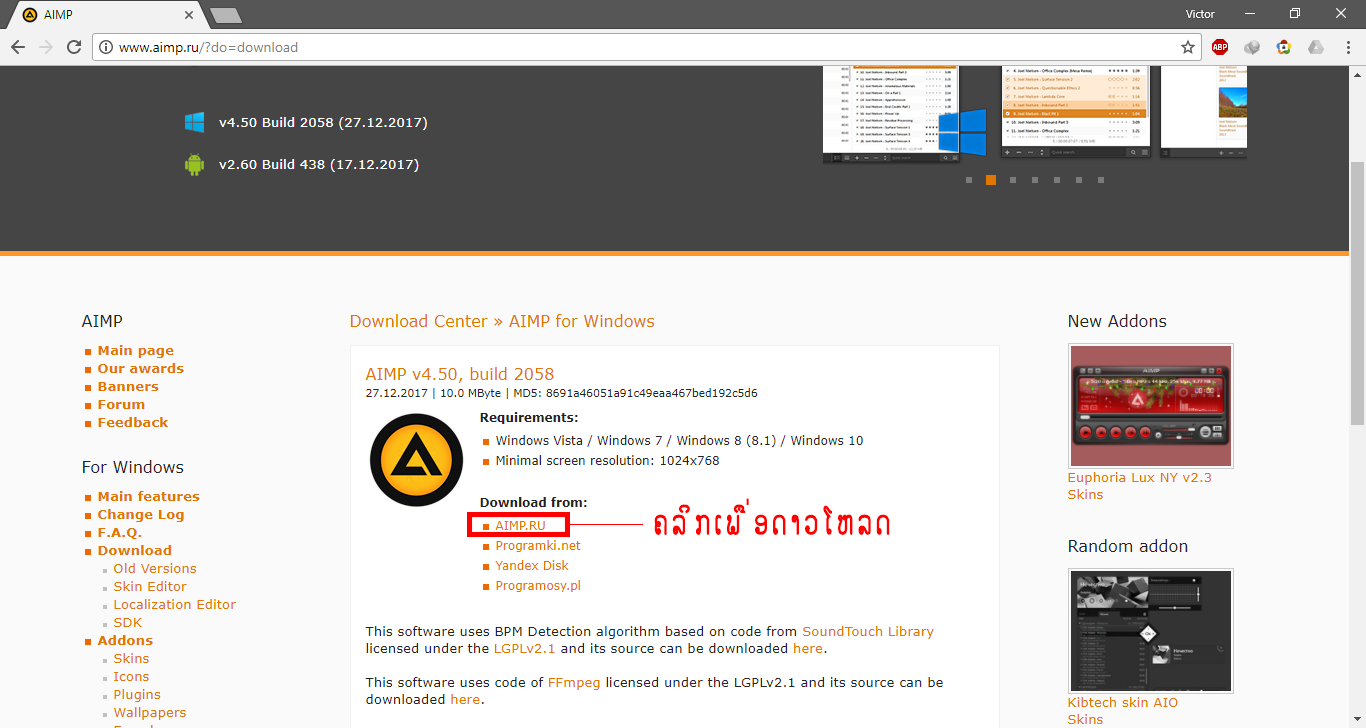 AIMP
Victor
www.aimp.ru/?do=download
ABP
v4.50 Build 2058 (27.12.2017)
v2.60 Build 438 (17.12.2017)
AIMP
Main page
Our awards
Banners
Forum
Feedback
For Windows
Main features
Change Log
F.A.Q.
Download
Old Versions
Skin Editor
Localization Editor
SDK
Addons
Skins
Icons
Plugins
Wallpapers
Download Center » AIMP for Windows
AIMP v4.50, build 2058
27.12.2017 | 10.0 MByte | MD5: 8691a46051a91c49eaa467bed192c5d6
Requirements:
Windows Vista / Windows 7 / Windows 8 (8.1) / Windows 10
Minimal screen resolution: 1024x768
Download from:
AIMP.RU
ຄລິກເພື່ອດາວໂຫລດ
Programki.net
Yandex Disk
Programosy.pl
This software uses BPM Detection algorithm based on code from SoundTouch Library
licensed under the LGPLv2.1 and its source can be downloaded here.
This software uses code of FFmpeg licensed under the LGPLv2.1 and its source can be
downloaded here.
New Addons
AIMP
Euphoria Lux NY v2.3
Skins
Random addon
Kibtech skin AIO
Skins